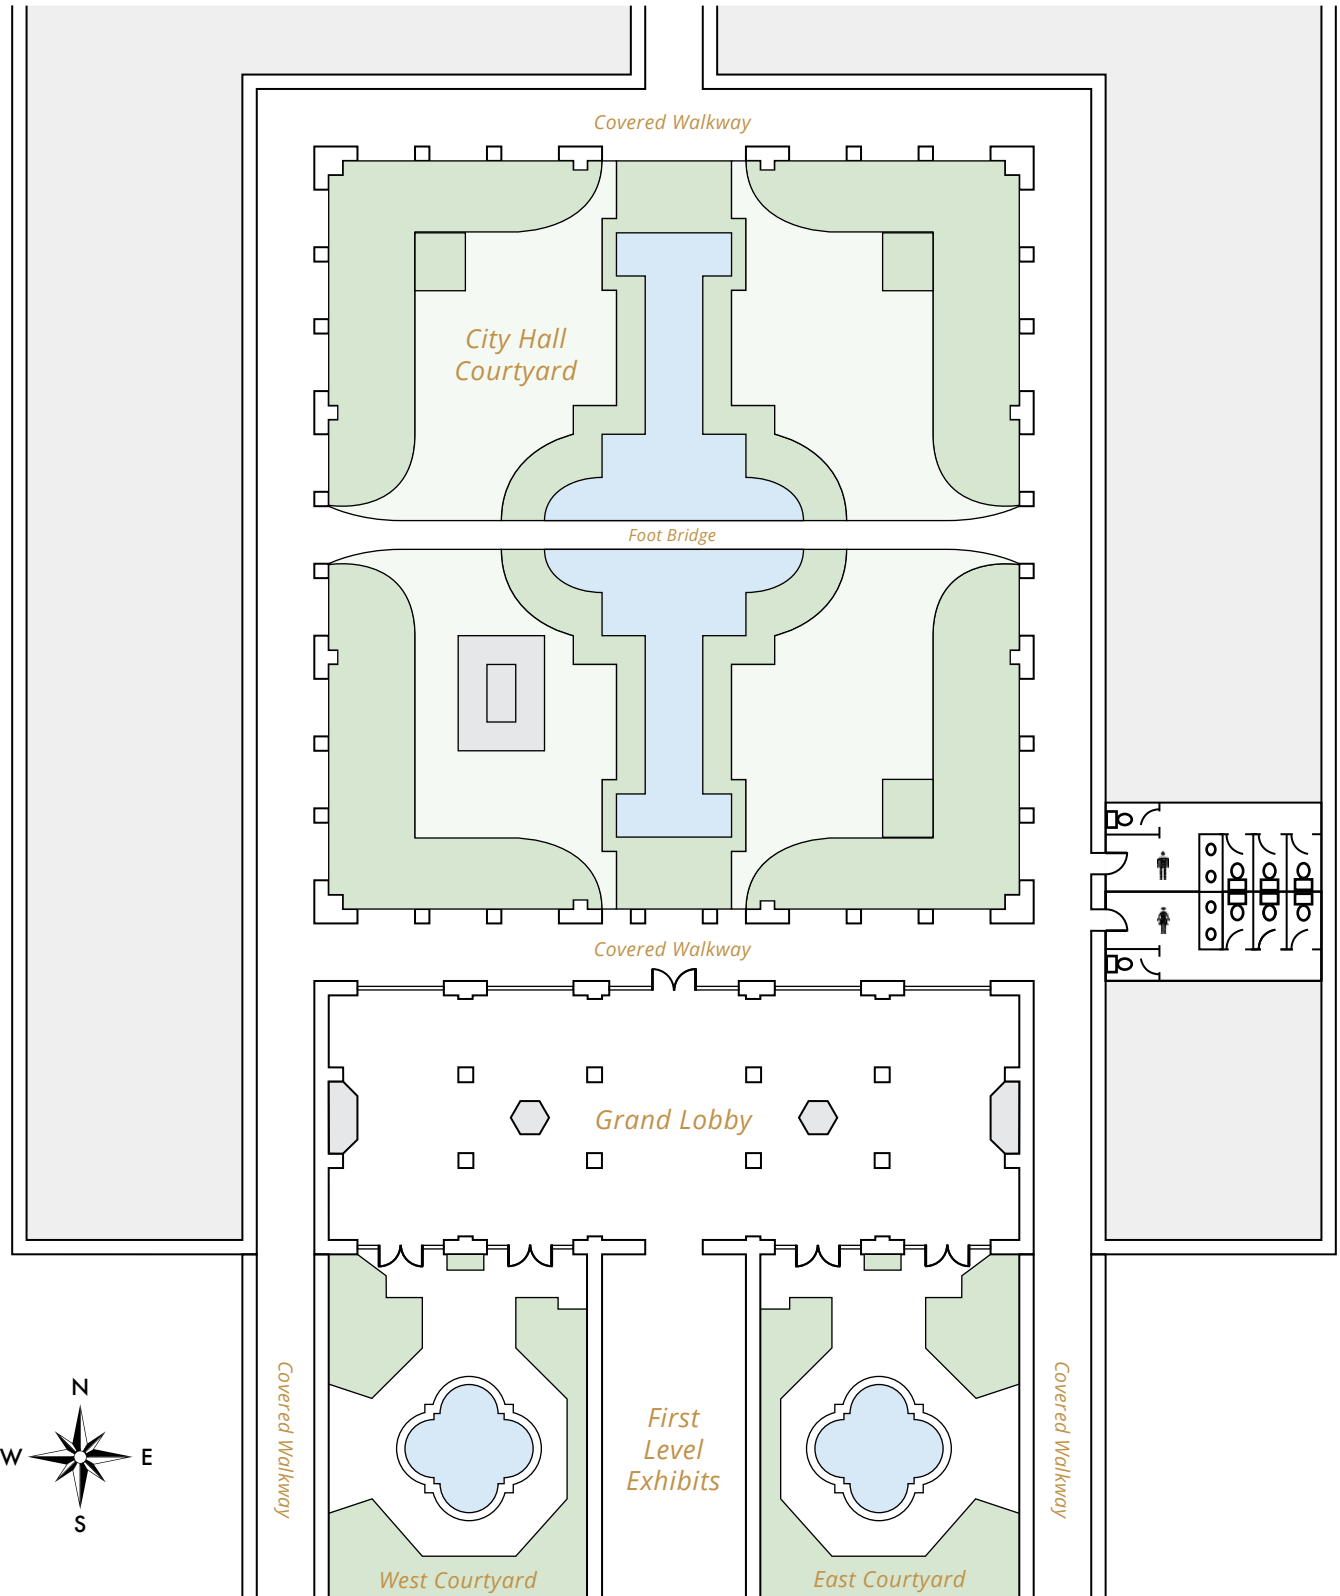 Covered Walkway
City Hall
Courtyard
Foot Bridge
Covered Walkway
Grand Lobby
Covered Walkway
Covered Walkway
First
Level
Exhibits
N
W
E
S
West Courtyard
East Courtyard